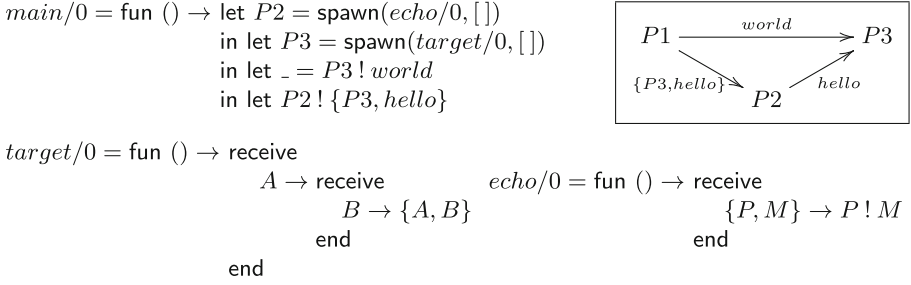 main/0 = fun () → let P2 = spawn(echo/0, [ ])
in let P3 = spawn(target/0, [ ])
in let _ = P3 ! world
in let P2 ! {P3, hello}
P1 world P3
{P3,hello} P2 hello
target/0 = fun () → receive
A → receive
B → {A, B}
end
end
echo/0 = fun () → receive
{P, M} → P ! M
end